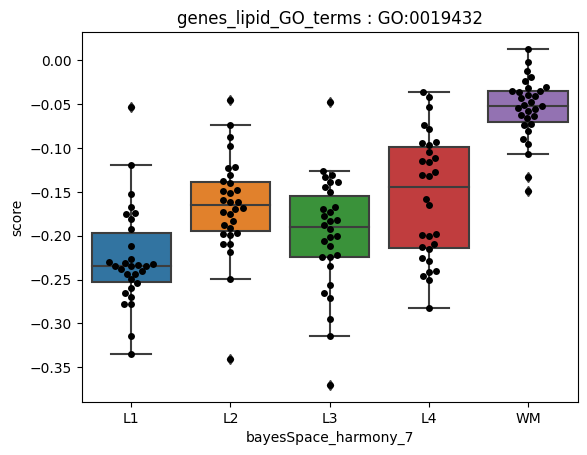 genes_lipid_GO_terms : GO:0019432
0.00
−0.05
−0.10
−0.15
−0.20
−0.25
−0.30
−0.35
score
L1 L2 L3 L4 WM
bayesSpace_harmony_7